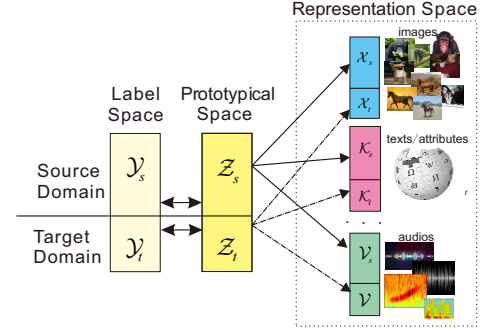 Representation Space
images
Label
Space
Prototypical
Space
𝒳s
𝒳t
texts/attributes
𝒦s
𝒦t
Source
Domain
𝒴s
𝒵s
Target
Domain
𝒴t
𝒵t
. . .
t
audios
𝒱s
𝒱